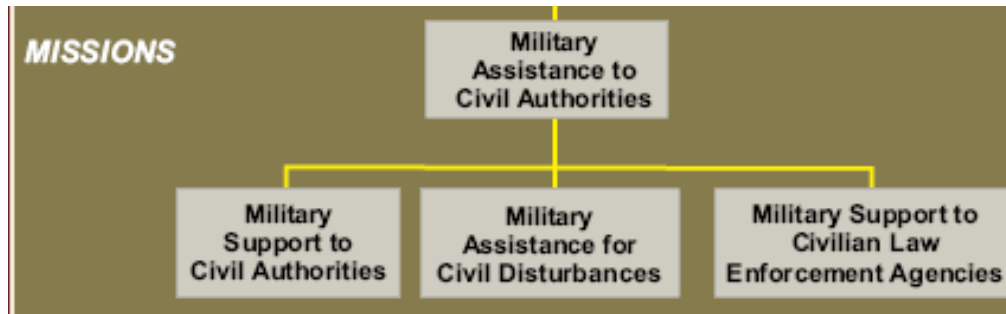 MISSIONS
Military
Assistance to
Civil Authorities
Military
Support to
Civil Authorities
Military
Assistance for
Civil Disturbances
Military Support to
Civilian Law
Enforcement Agencies